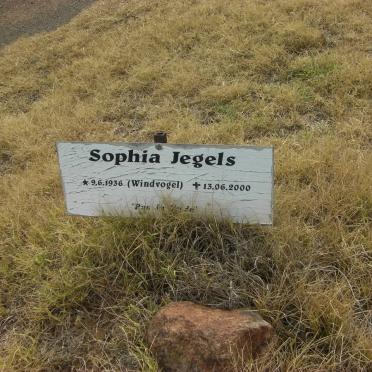 Sophia Jegels
★ 9.6.1936 (Windvogel) ✝ 13.06.2000